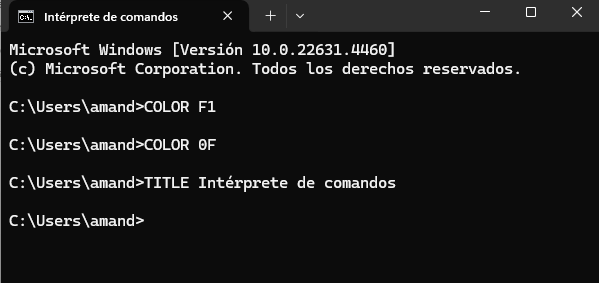 Intérprete de comandos
Microsoft Windows [Versión 10.0.22631.4460]
(c) Microsoft Corporation. Todos los derechos reservados.
C:\Users\amand>COLOR F1
C:\Users\amand>COLOR 0F
C:\Users\amand>TITLE Intérprete de comandos
C:\Users\amand>